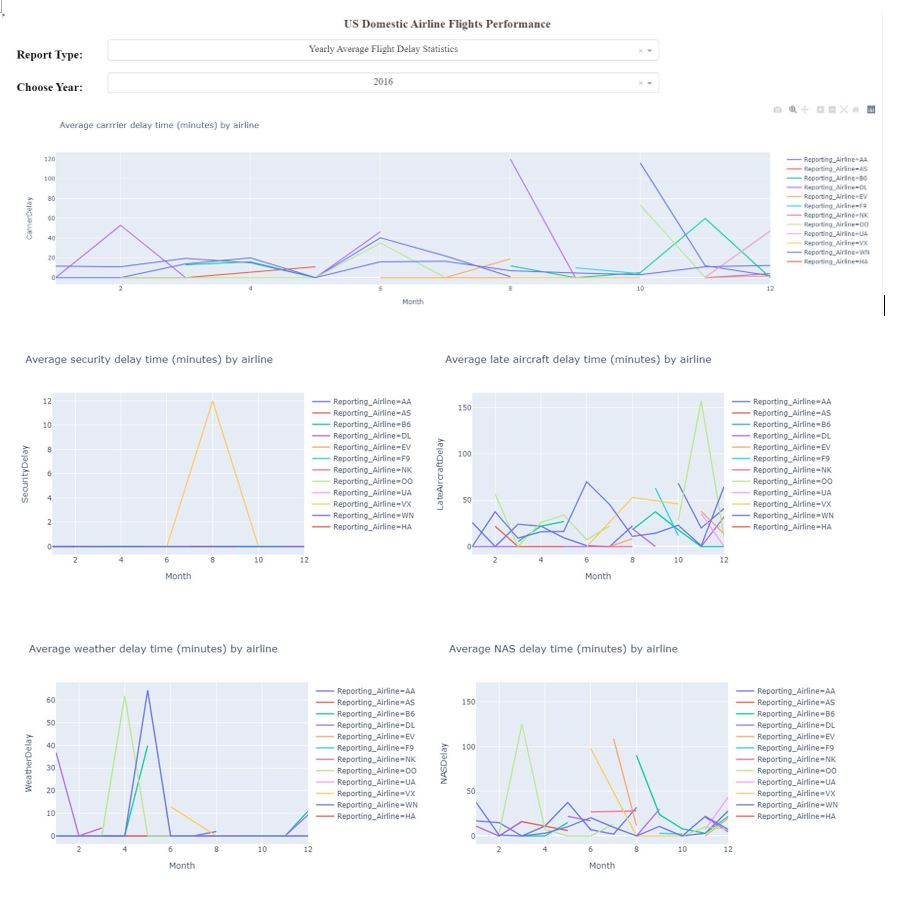 US Domestic Airline Flights Performance
Report Type:
Yearly Average Flight Delay Statistics
×
Choose Year:
2016
×
Average carrrier delay time (minutes) by airline
CarrierDelay
120
100
80
60
40
20
0
2
4
6
8
10
12
Month
Reporting_Airline=AA
Reporting_Airline=AS
Reporting_Airline=B6
Reporting_Airline=DL
Reporting_Airline=EV
Reporting_Airline=F9
Reporting_Airline=NK
Reporting_Airline=OO
Reporting_Airline=UA
Reporting_Airline=VX
Reporting_Airline=WN
Reporting_Airline=HA
Average security delay time (minutes) by airline
SecurityDelay
12
10
8
6
4
2
0
2
4
6
8
10
12
Month
Reporting_Airline=AA
Reporting_Airline=AS
Reporting_Airline=B6
Reporting_Airline=DL
Reporting_Airline=EV
Reporting_Airline=F9
Reporting_Airline=NK
Reporting_Airline=OO
Reporting_Airline=UA
Reporting_Airline=VX
Reporting_Airline=WN
Reporting_Airline=HA
Average late aircraft delay time (minutes) by airline
LateAircraftDelay
150
100
50
0
2
4
6
8
10
12
Month
Reporting_Airline=AA
Reporting_Airline=AS
Reporting_Airline=B6
Reporting_Airline=DL
Reporting_Airline=EV
Reporting_Airline=F9
Reporting_Airline=NK
Reporting_Airline=OO
Reporting_Airline=UA
Reporting_Airline=VX
Reporting_Airline=WN
Reporting_Airline=HA
Average weather delay time (minutes) by airline
WeatherDelay
60
50
40
30
20
10
0
2
4
6
8
10
12
Month
Reporting_Airline=AA
Reporting_Airline=AS
Reporting_Airline=B6
Reporting_Airline=DL
Reporting_Airline=EV
Reporting_Airline=F9
Reporting_Airline=NK
Reporting_Airline=OO
Reporting_Airline=UA
Reporting_Airline=VX
Reporting_Airline=WN
Reporting_Airline=HA
Average NAS delay time (minutes) by airline
NASDelay
150
100
50
0
2
4
6
8
10
12
Month
Reporting_Airline=AA
Reporting_Airline=AS
Reporting_Airline=B6
Reporting_Airline=DL
Reporting_Airline=EV
Reporting_Airline=F9
Reporting_Airline=NK
Reporting_Airline=OO
Reporting_Airline=UA
Reporting_Airline=VX
Reporting_Airline=WN
Reporting_Airline=HA